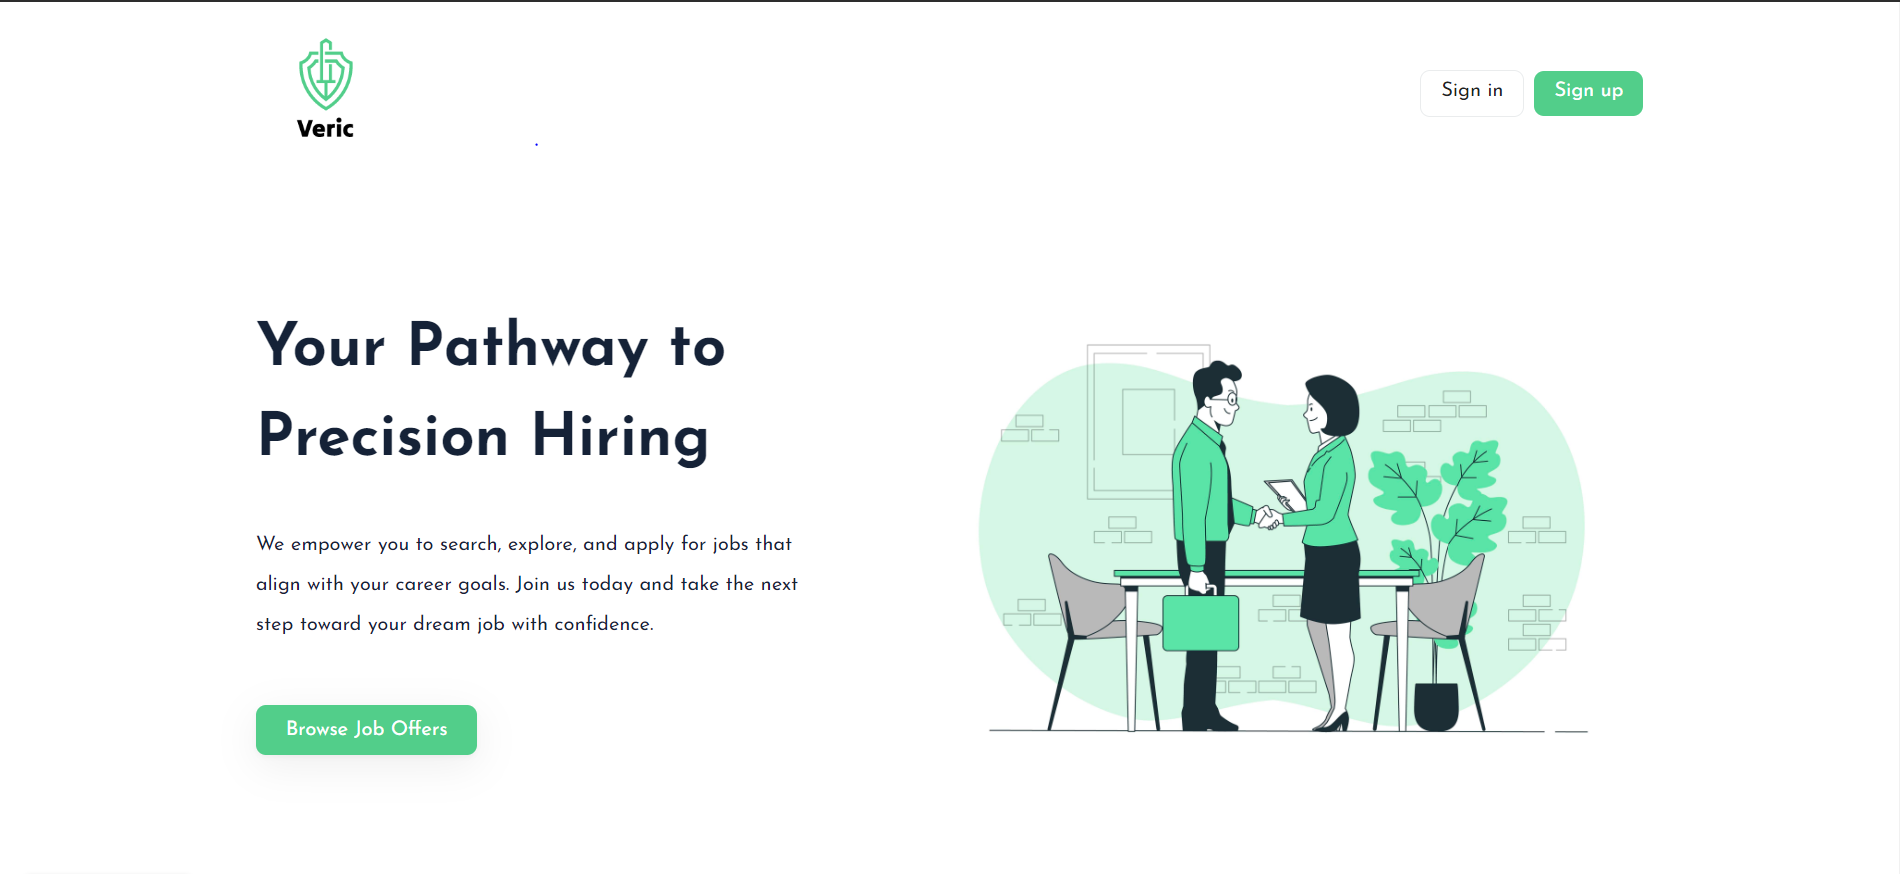 Veric
Sign in
Sign up
Your Pathway to
Precision Hiring
We empower you to search, explore, and apply for jobs that
align with your career goals. Join us today and take the next
step toward your dream job with confidence.
Browse Job Offers